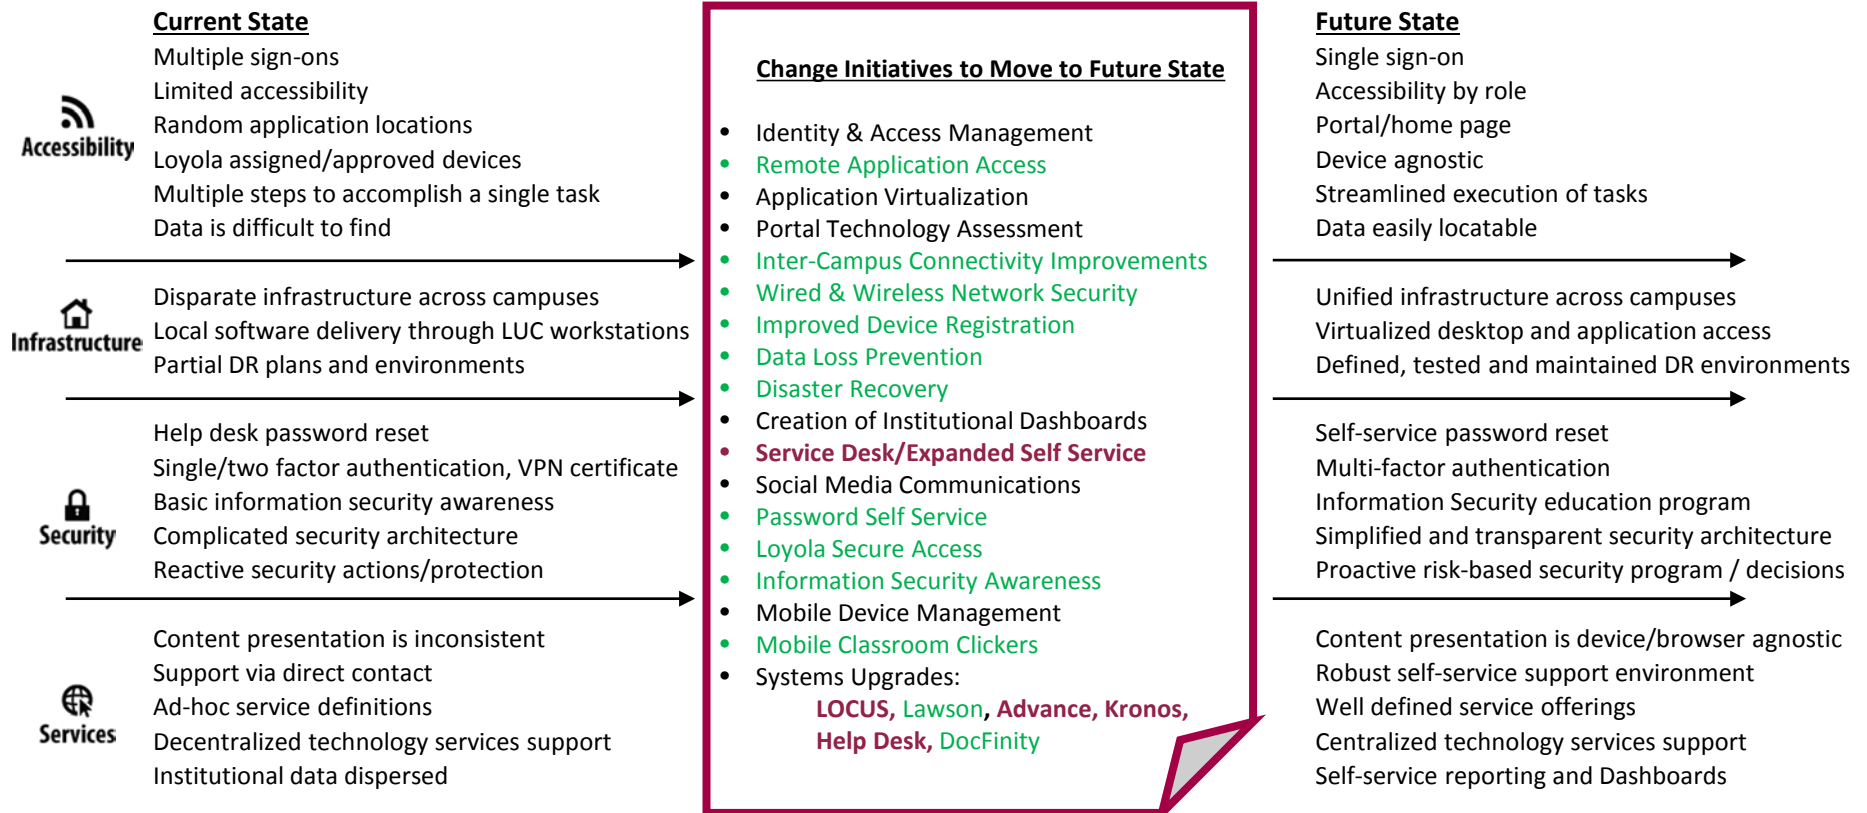 Current State
Multiple sign-ons
Limited accessibility
Random application locations
Loyola assigned/approved devices
Multiple steps to accomplish a single task
Data is difficult to find
Accessibility
Disparate infrastructure across campuses
Local software delivery through LUC workstations
Partial DR plans and environments
Infrastructure
Help desk password reset
Single/two factor authentication, VPN certificate
Basic information security awareness
Complicated security architecture
Reactive security actions/protection
Security
Content presentation is inconsistent
Support via direct contact
Ad-hoc service definitions
Decentralized technology services support
Institutional data dispersed
Services
Change Initiatives to Move to Future State
• Identity & Access Management
• Remote Application Access
• Application Virtualization
• Portal Technology Assessment
• Inter-Campus Connectivity Improvements
• Wired & Wireless Network Security
• Improved Device Registration
• Data Loss Prevention
• Disaster Recovery
• Creation of Institutional Dashboards
• Service Desk/Expanded Self Service
• Social Media Communications
• Password Self Service
• Loyola Secure Access
• Information Security Awareness
• Mobile Device Management
• Mobile Classroom Clickers
• Systems Upgrades:
LOCUS, Lawson, Advance, Kronos,
Help Desk, DocFinity
Future State
Single sign-on
Accessibility by role
Portal/home page
Device agnostic
Streamlined execution of tasks
Data easily locatable
Unified infrastructure across campuses
Virtualized desktop and application access
Defined, tested and maintained DR environments
Self-service password reset
Multi-factor authentication
Information Security education program
Simplified and transparent security architecture
Proactive risk-based security program / decisions
Content presentation is device/browser agnostic
Robust self-service support environment
Well defined service offerings
Centralized technology services support
Self-service reporting and Dashboards